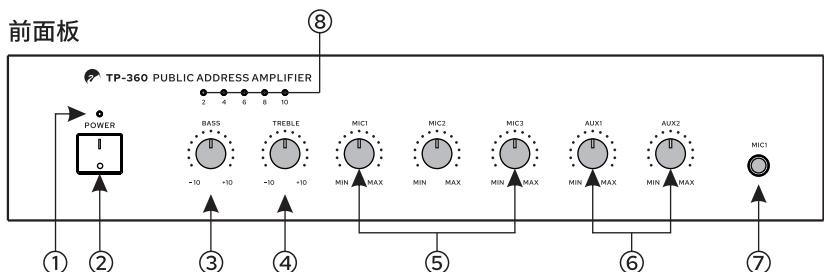 ⑧
前面板
TP-360 PUBLIC ADDRESS AMPLIFIER
2 4 6 8 10
①
POWER
BASS TREBLE MIC1 MIC2 MIC3 AUX1 AUX2
MIC1
-10 +10 -10 +10 MIN MAX MIN MAX MIN MAX MIN MAX MIN MAX
② ③ ④ ⑤ ⑥ ⑦